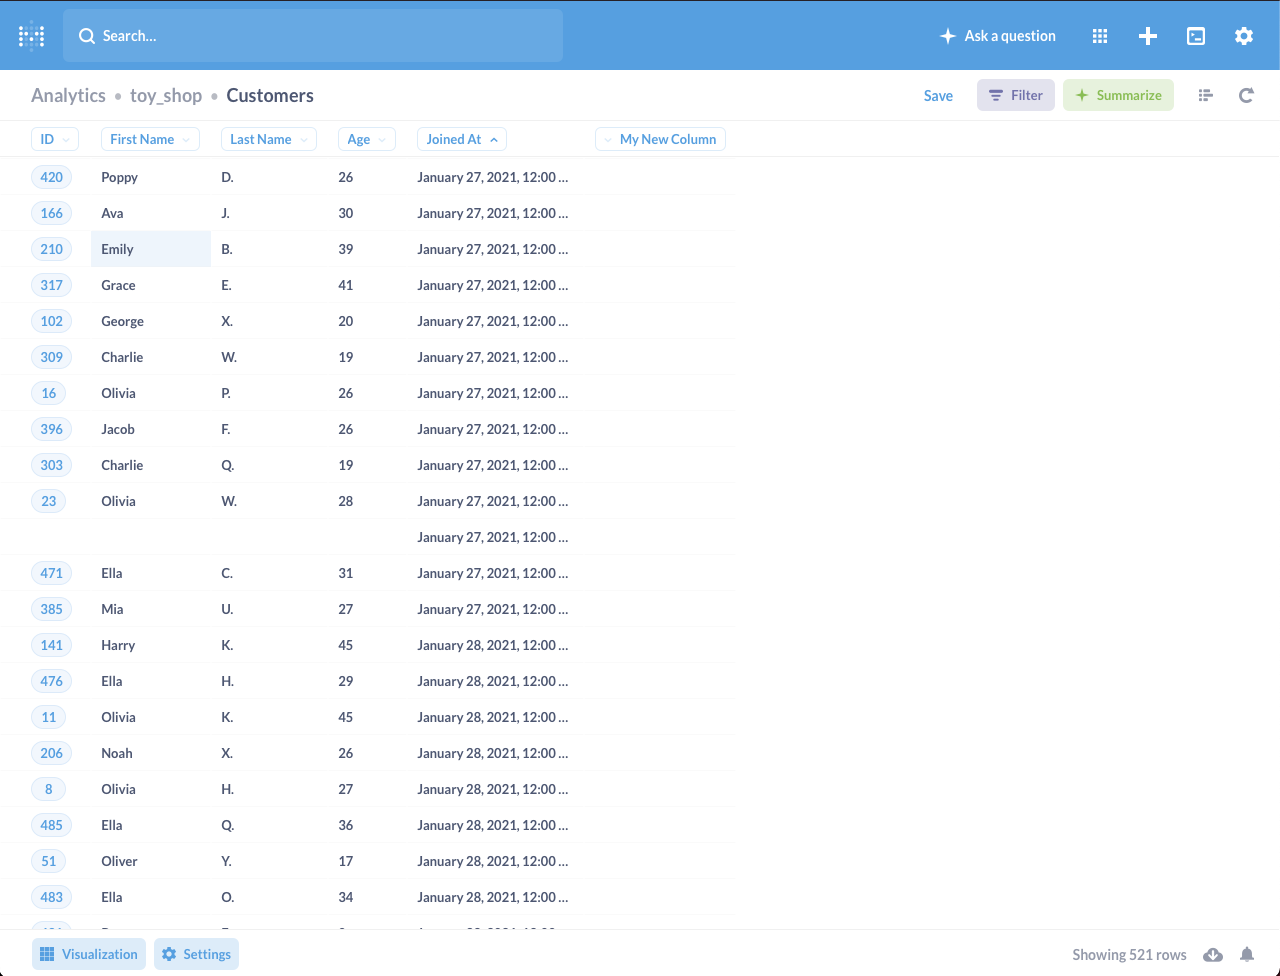 Search...
Ask a question
Analytics • toy_shop • Customers
Save
Filter
Summarize
ID First Name Last Name Age Joined At My New Column
420 Poppy D. 26 January 27, 2021, 12:00 ...
166 Ava J. 30 January 27, 2021, 12:00 ...
210 Emily B. 39 January 27, 2021, 12:00 ...
317 Grace E. 41 January 27, 2021, 12:00 ...
102 George X. 20 January 27, 2021, 12:00 ...
309 Charlie W. 19 January 27, 2021, 12:00 ...
16 Olivia P. 26 January 27, 2021, 12:00 ...
396 Jacob F. 26 January 27, 2021, 12:00 ...
303 Charlie Q. 19 January 27, 2021, 12:00 ...
23 Olivia W. 28 January 27, 2021, 12:00 ...
January 27, 2021, 12:00 ...
471 Ella C. 31 January 27, 2021, 12:00 ...
385 Mia U. 27 January 27, 2021, 12:00 ...
141 Harry K. 45 January 28, 2021, 12:00 ...
476 Ella H. 29 January 28, 2021, 12:00 ...
11 Olivia K. 45 January 28, 2021, 12:00 ...
206 Noah X. 26 January 28, 2021, 12:00 ...
8 Olivia H. 27 January 28, 2021, 12:00 ...
485 Ella Q. 36 January 28, 2021, 12:00 ...
51 Oliver Y. 17 January 28, 2021, 12:00 ...
483 Ella O. 34 January 28, 2021, 12:00 ...
Visualization
Settings
Showing 521 rows